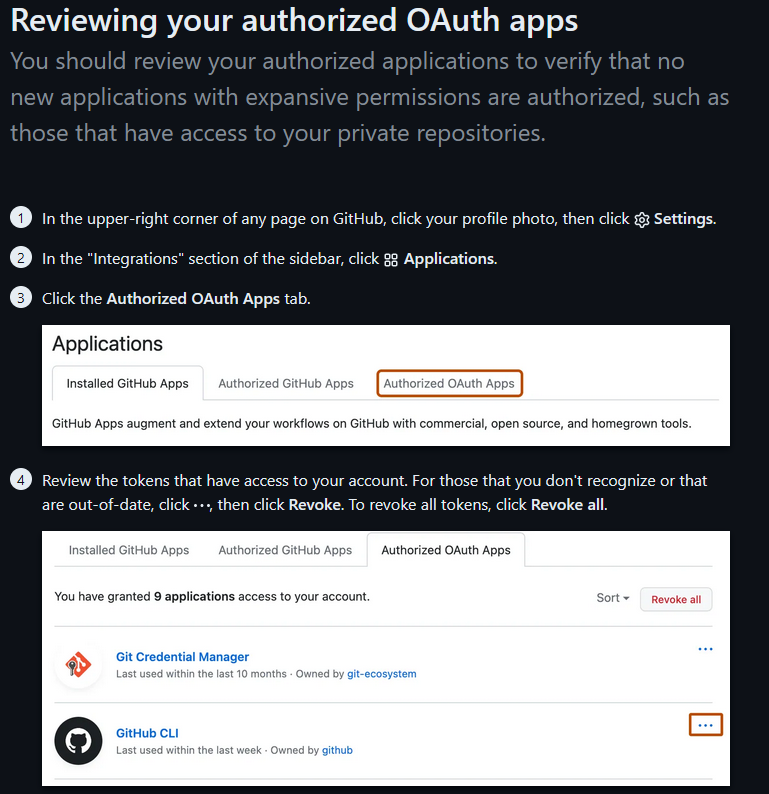 Reviewing your authorized OAuth apps
You should review your authorized applications to verify that no
new applications with expansive permissions are authorized, such as
those that have access to your private repositories.
1 In the upper-right corner of any page on GitHub, click your profile photo, then click Settings.
2 In the "Integrations" section of the sidebar, click Applications.
3 Click the Authorized OAuth Apps tab.
Applications
Installed GitHub Apps Authorized GitHub Apps Authorized OAuth Apps
GitHub Apps augment and extend your workflows on GitHub with commercial, open source, and homegrown tools.
4 Review the tokens that have access to your account. For those that you don't recognize or that
are out-of-date, click ···, then click Revoke. To revoke all tokens, click Revoke all.
Installed GitHub Apps Authorized GitHub Apps Authorized OAuth Apps
You have granted 9 applications access to your account. Sort Revoke all
Git Credential Manager ···
Last used within the last 10 months · Owned by git-ecosystem
GitHub CLI ···
Last used within the last week · Owned by github